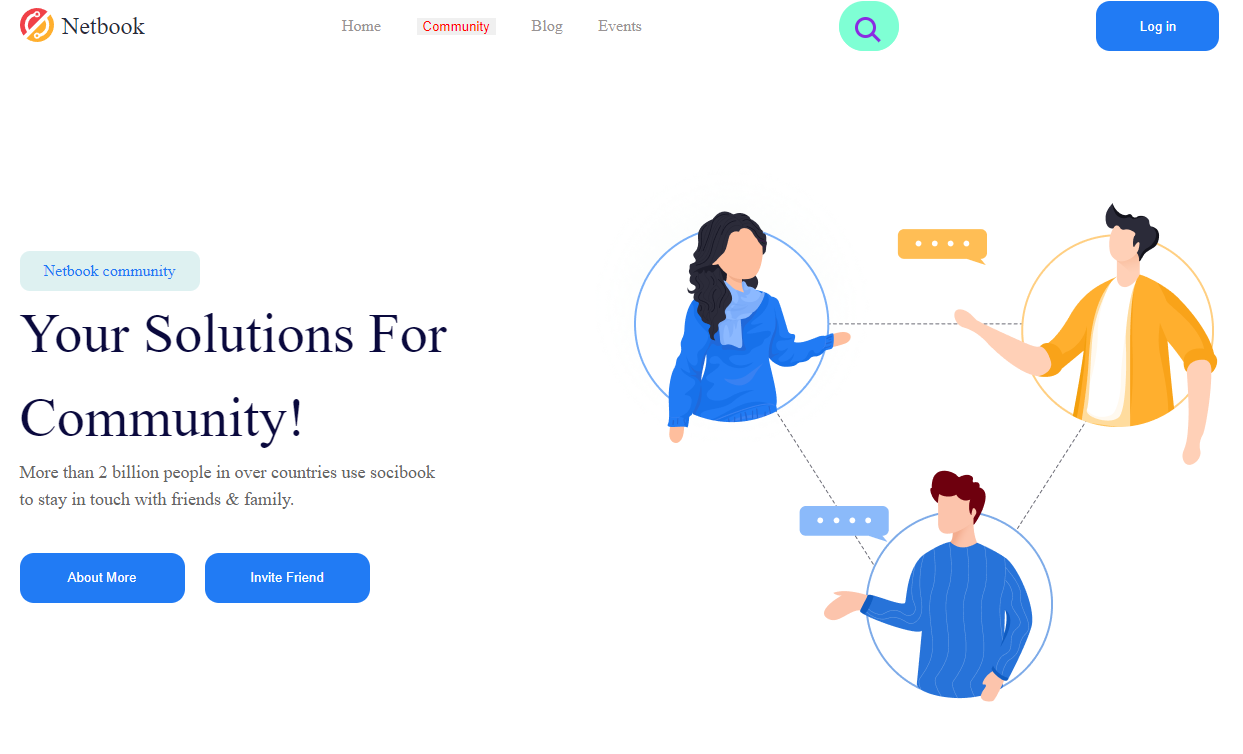 Netbook
Home
Community
Blog
Events
Log in
Netbook community
Your Solutions For
Community!
More than 2 billion people in over countries use socibook
to stay in touch with friends & family.
About More
Invite Friend